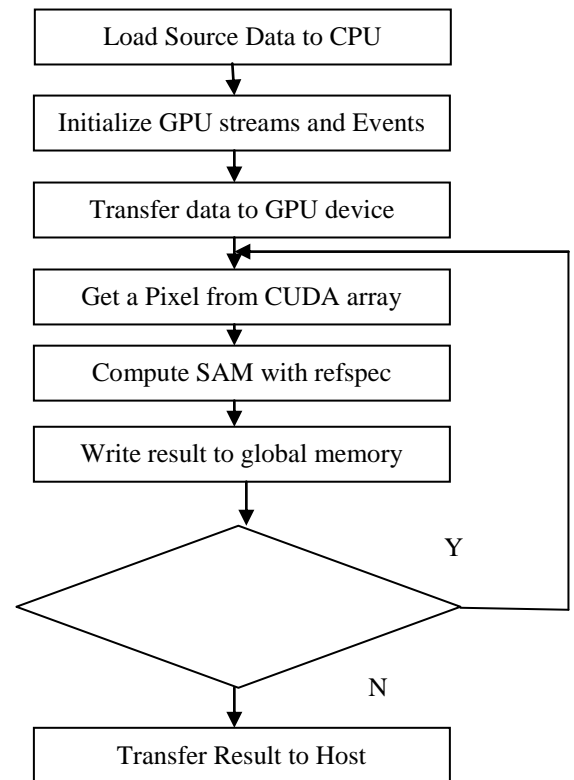 Load Source Data to CPU
Initialize GPU streams and Events
Transfer data to GPU device
Get a Pixel from CUDA array
Compute SAM with refspec
Write result to global memory
Y
N
Transfer Result to Host